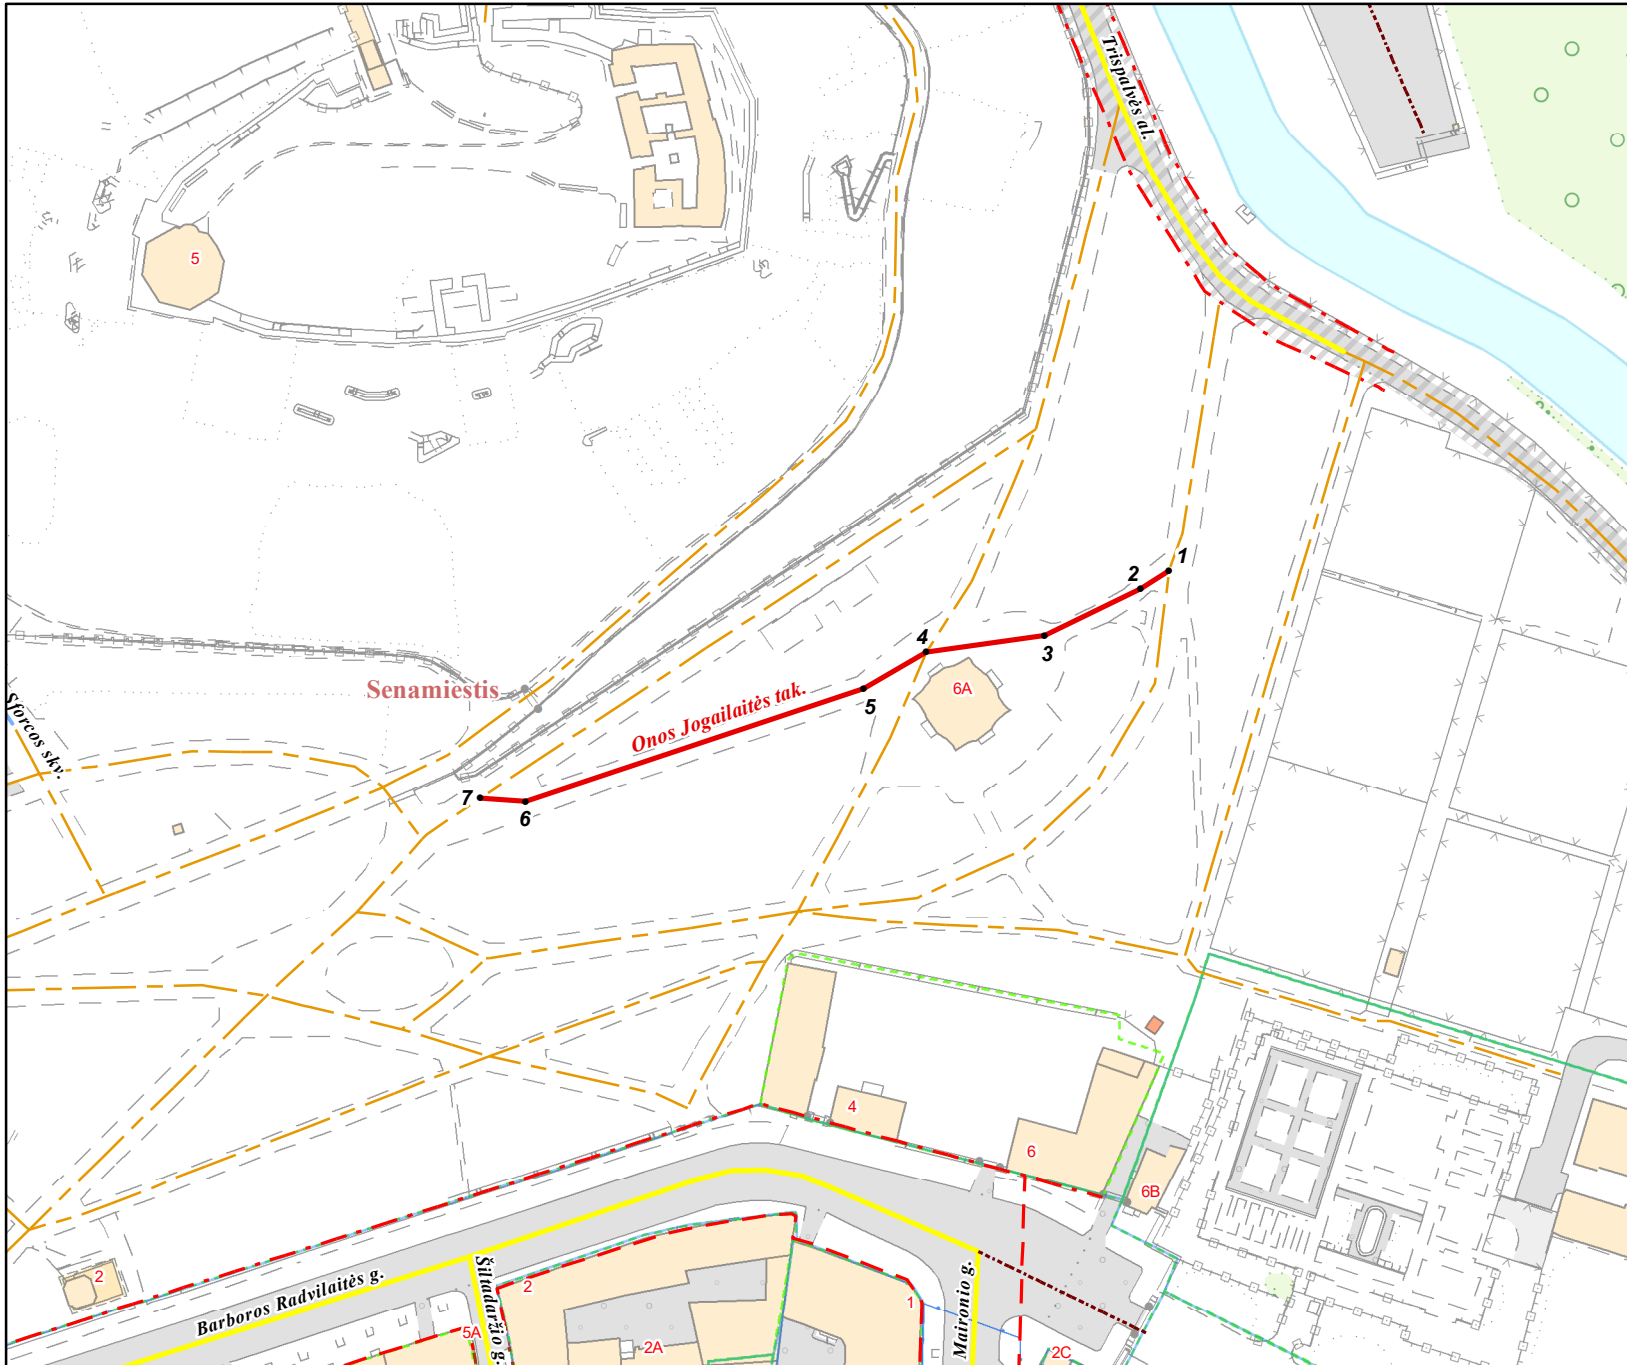 Trispalvės al.
5
1
2
3
4
5
6A
Senamiestis
Onos Jogailaitės tak.
Sforcos skv.
7
6
4
6
6B
2
Barboros Radvilaitės g.
Šiltadaržio g.
2
1
Maironio g.
5A
2A
2C